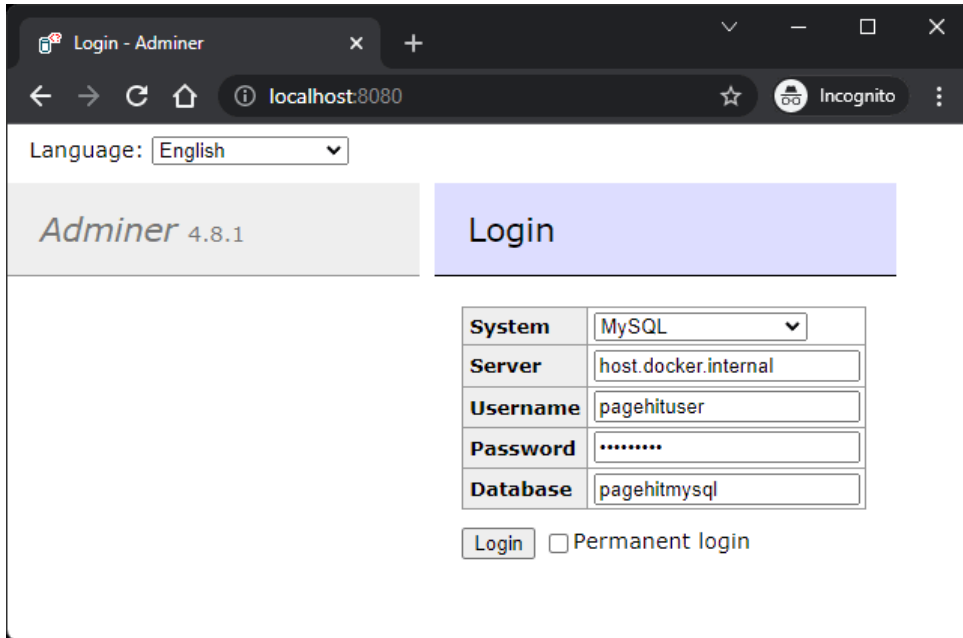 Login - Adminer
localhost:8080
Incognito
Language: English
Adminer 4.8.1
Login
System MySQL
Server host.docker.internal
Username pagehituser
Password •••••••••
Database pagehitmysql
Login Permanent login